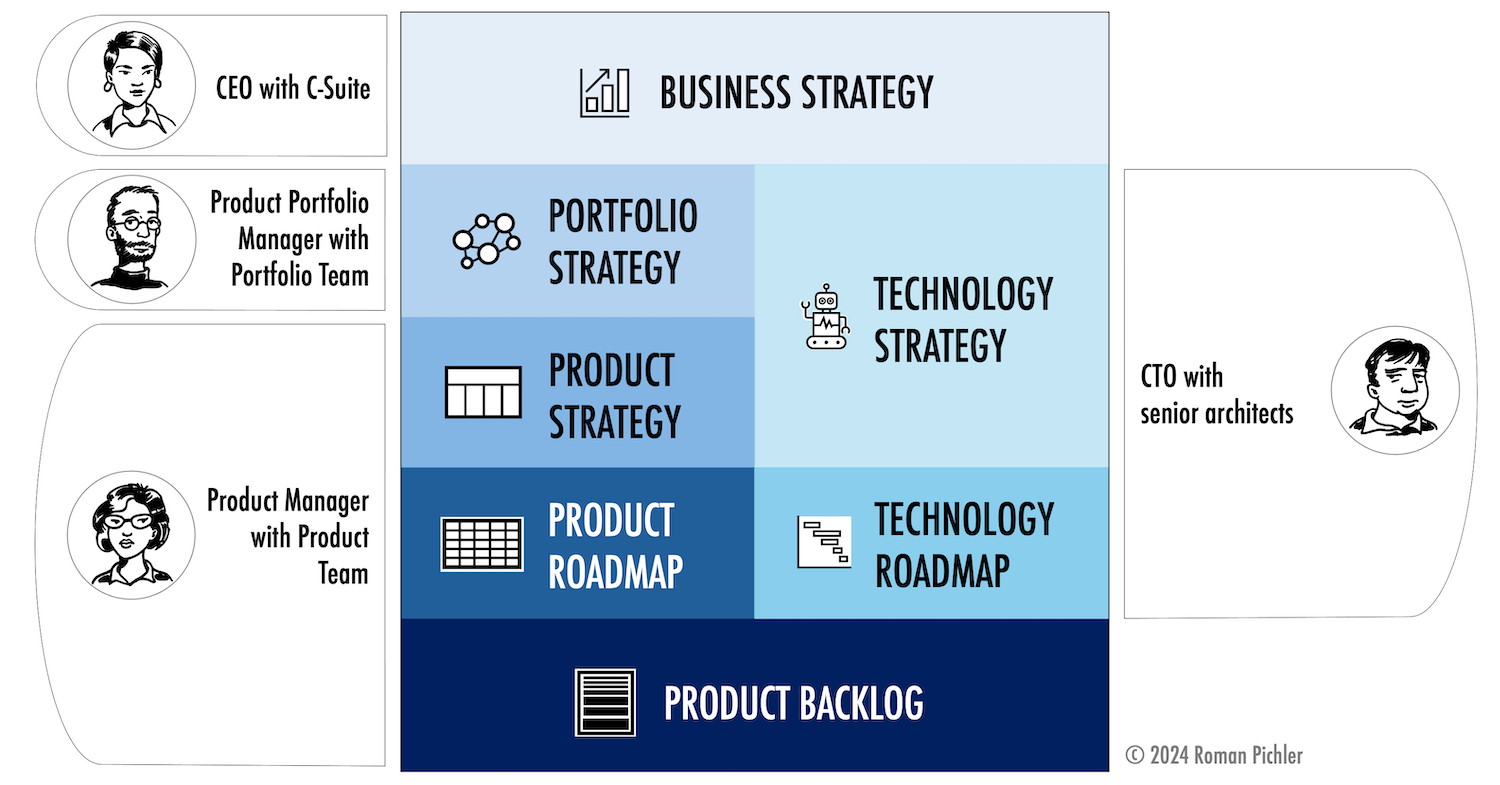 CEO with C-Suite
BUSINESS STRATEGY
Product Portfolio
Manager with
Portfolio Team
PORTFOLIO
STRATEGY
TECHNOLOGY
STRATEGY
PRODUCT
STRATEGY
CTO with
senior architects
Product Manager
with Product
Team
PRODUCT
ROADMAP
TECHNOLOGY
ROADMAP
PRODUCT BACKLOG
© 2024 Roman Pichler